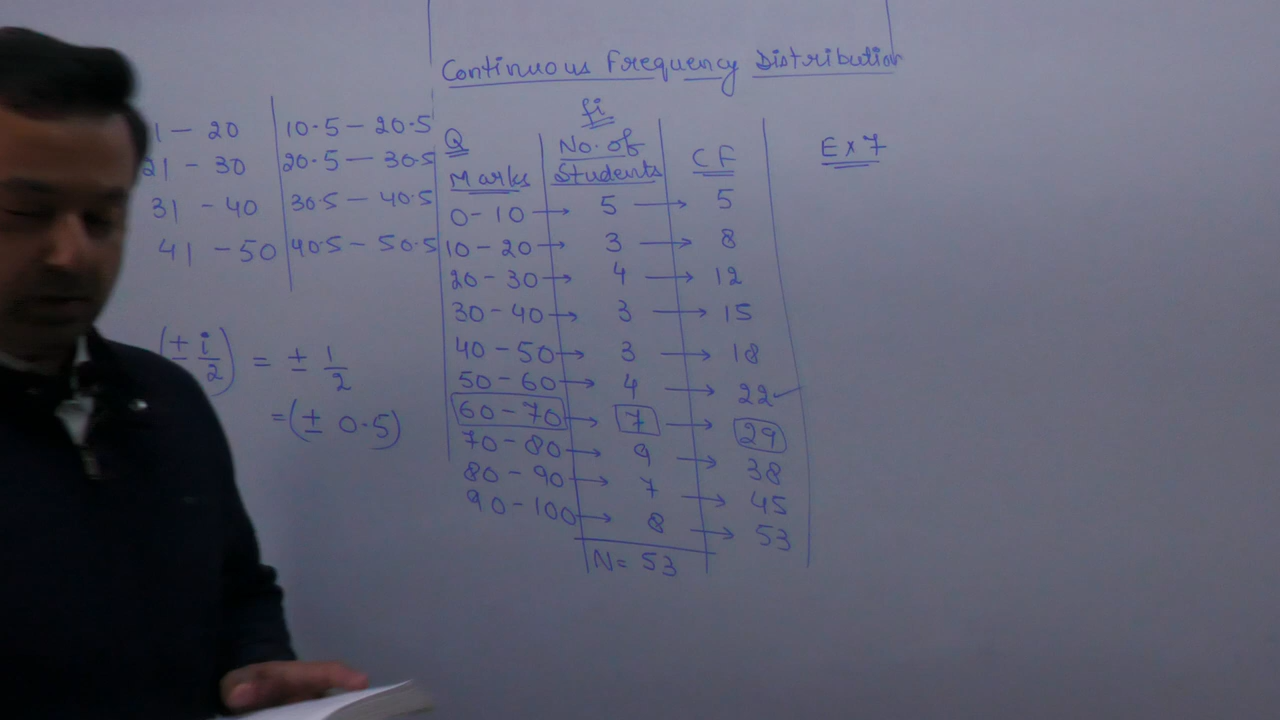 Continuous Frequency Distribution
1 - 20 10.5 - 20.5
21 - 30 20.5 - 30.5
31 - 40 30.5 - 40.5
41 - 50 40.5 - 50.5
(± i/2) = ± 1/2
= (± 0.5)
Q
fi
Marks No. of Students CF
0 - 10 → 5 → 5
10 - 20 → 3 → 8
20 - 30 → 4 → 12
30 - 40 → 3 → 15
40 - 50 → 3 → 18
50 - 60 → 4 → 22 ✓
60 - 70 → 7 → 29
70 - 80 → 9 → 38
80 - 90 → 7 → 45
90 - 100 → 8 → 53
N = 53
Ex 7